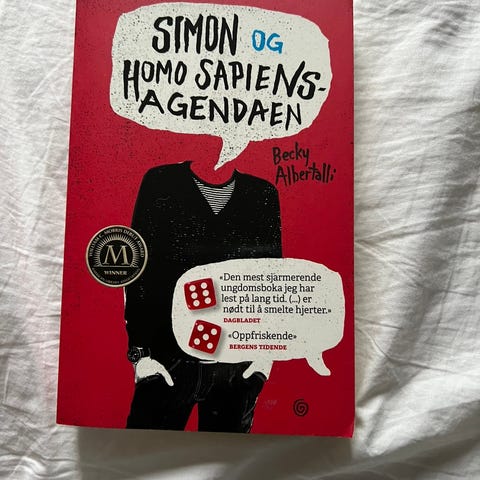 SIMON OG
HOMO SAPIENS-
AGENDAEN
Becky
Albertalli
M
WINNER
«Den mest sjarmerende
ungdomsboka jeg har
lest på lang tid. (...) er
nødt til å smelte hjerter.»
DAGBLADET
«Oppfriskende»
BERGENS TIDENDE